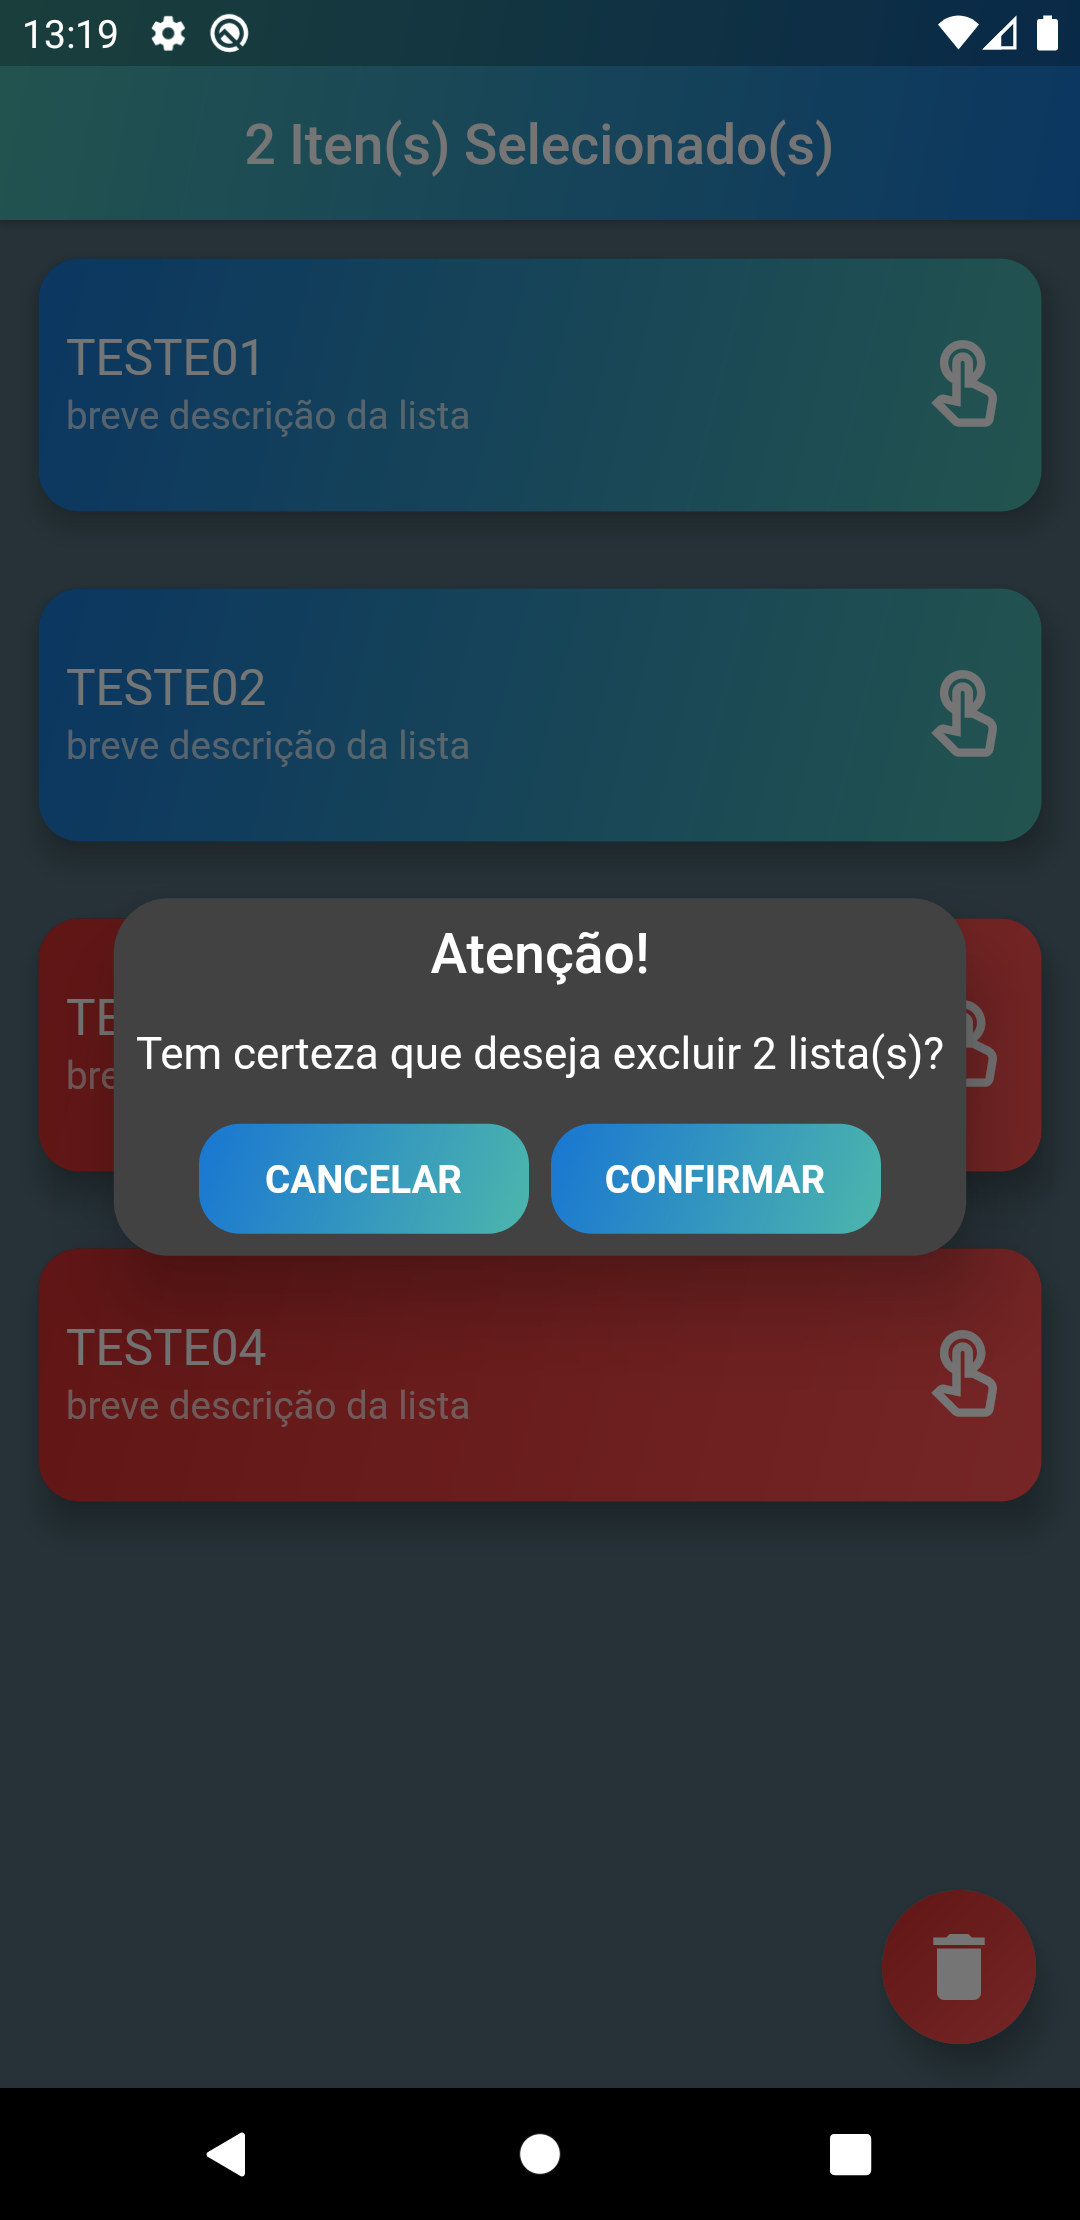 13:19
2 Iten(s) Selecionado(s)
TESTE01
breve descrição da lista
TESTE02
breve descrição da lista
TE
bre
Atenção!
Tem certeza que deseja excluir 2 lista(s)?
CANCELAR
CONFIRMAR
TESTE04
breve descrição da lista